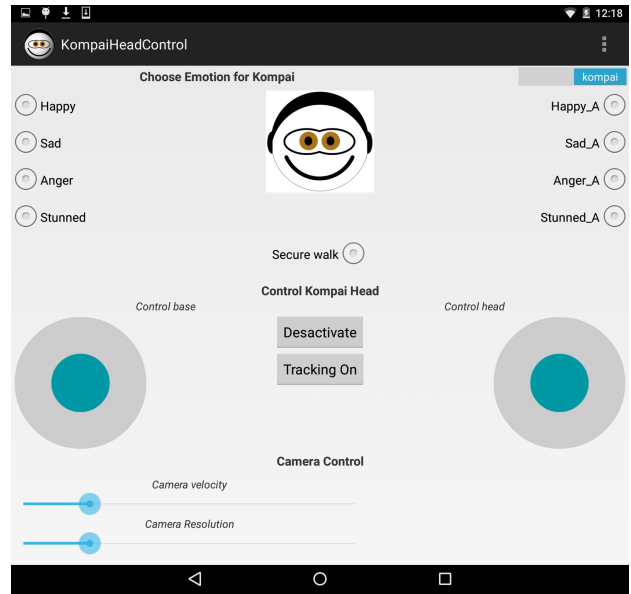 12:18
KompaiHeadControl
Choose Emotion for Kompai
kompai
Happy
Happy_A
Sad
Sad_A
Anger
Anger_A
Stunned
Stunned_A
Secure walk
Control Kompai Head
Control base
Control head
Desactivate
Tracking On
Camera Control
Camera velocity
Camera Resolution